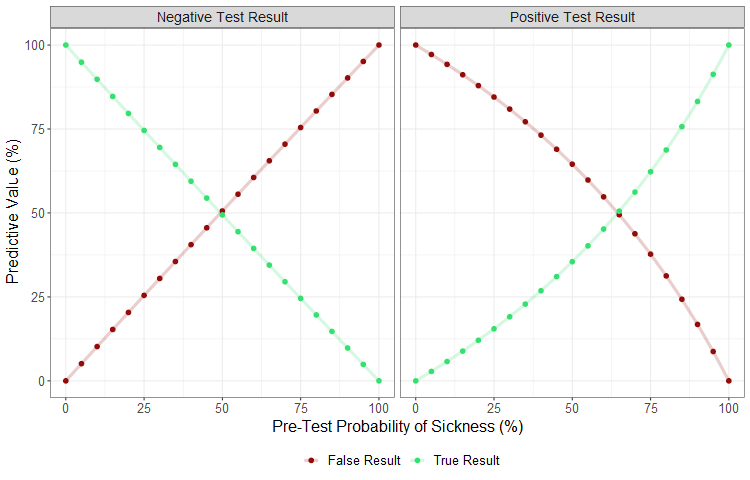 Negative Test Result
Positive Test Result
Predictive Value (%)
100
75
50
25
0
0 25 50 75 100
0 25 50 75 100
Pre-Test Probability of Sickness (%)
False Result
True Result